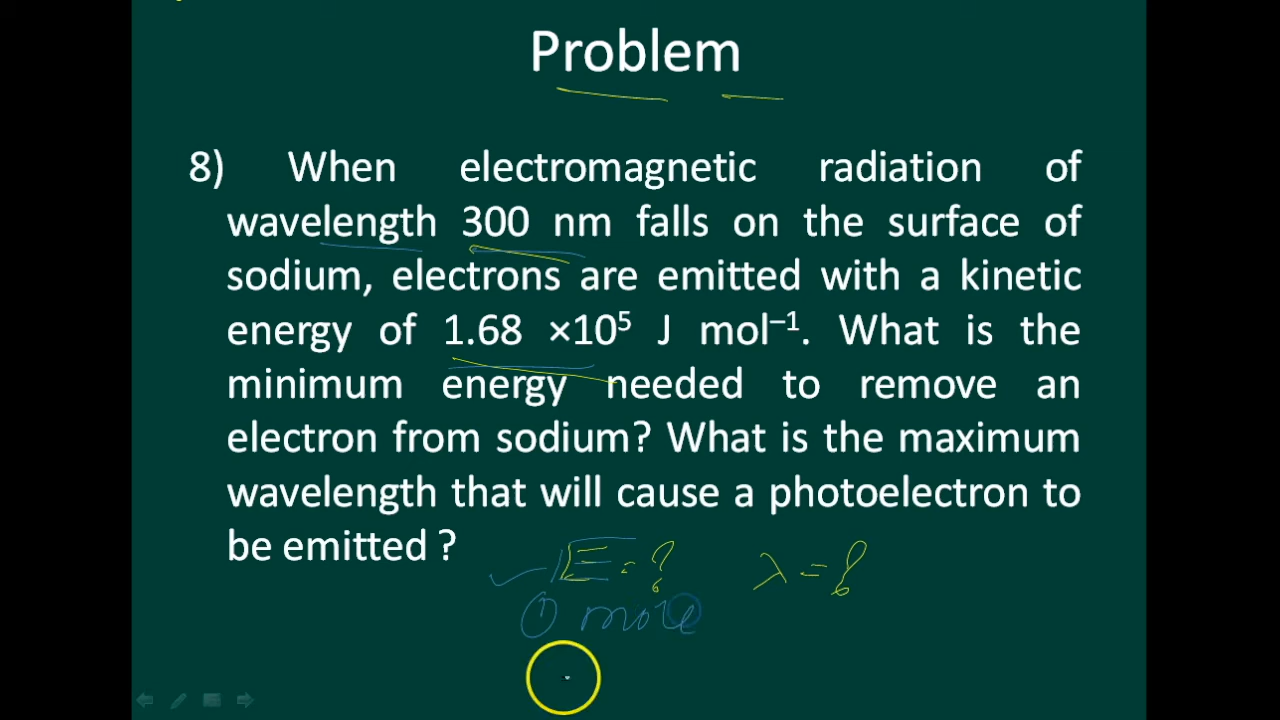 Problem
8) When electromagnetic radiation of
wavelength 300 nm falls on the surface of
sodium, electrons are emitted with a kinetic
energy of 1.68 ×10⁵ J mol⁻¹. What is the
minimum energy needed to remove an
electron from sodium? What is the maximum
wavelength that will cause a photoelectron to
be emitted ?
E = ? λ = ?
① mole